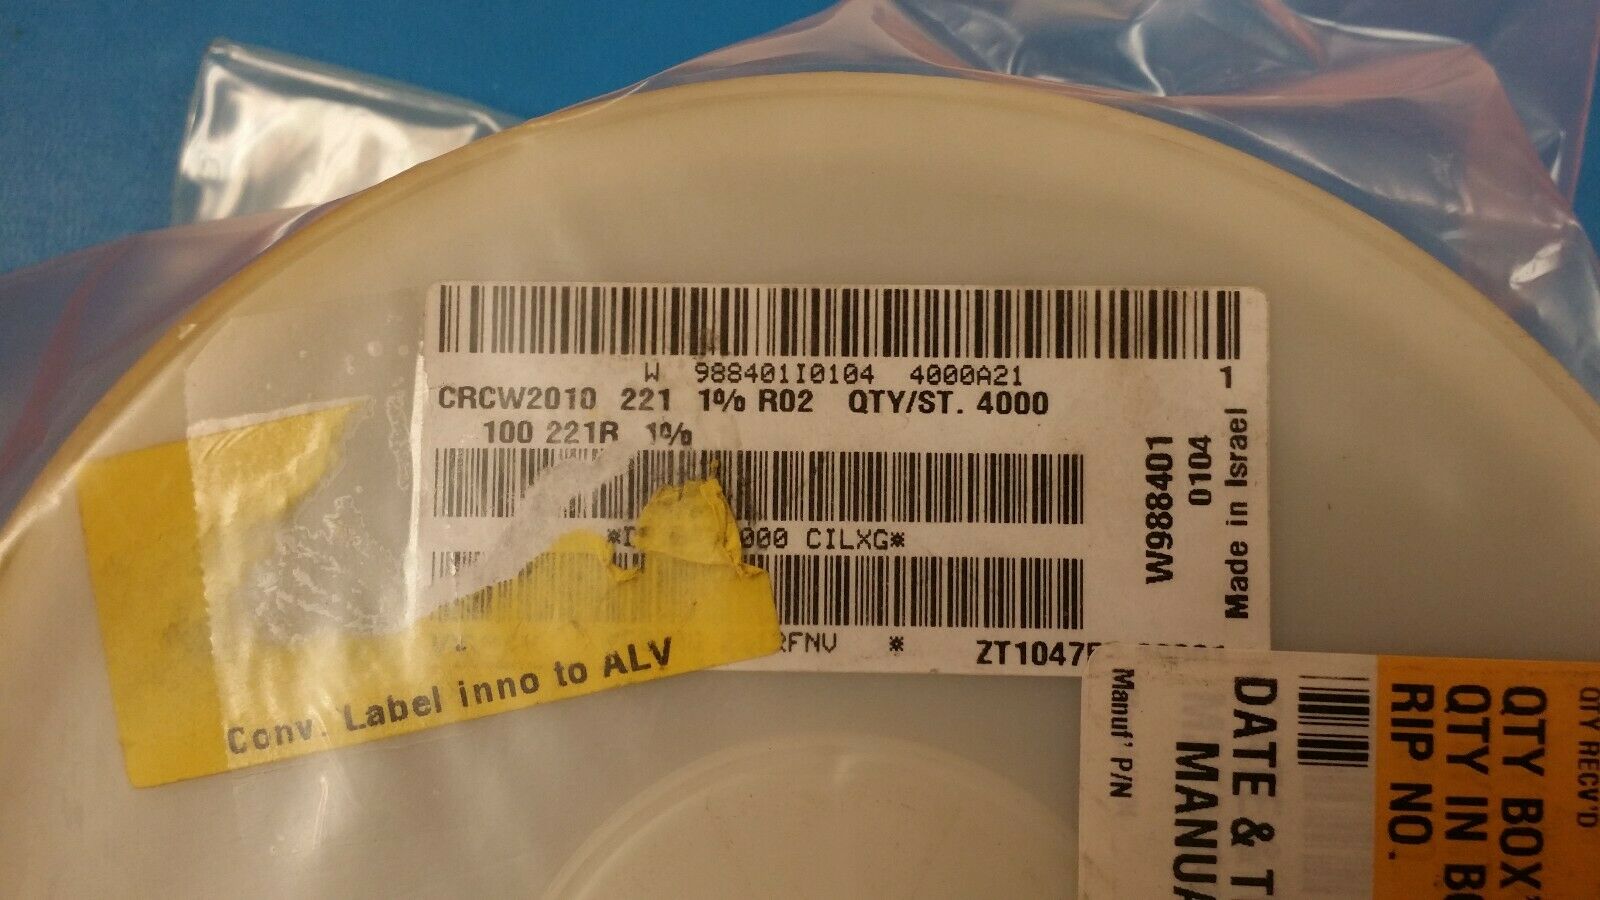 W 988401I0104 4000A21 1
CRCW2010 221 1% R02 QTY/ST. 4000
100 221R 1%
000 CILXG*
RFNV *
ZT1047
W988401
0104
Made in Israel
Conv. Label inno to ALV
Manuf' P/N
DATE &
QTY RECV'D
QTY BOX
QTY IN
RIP NO.